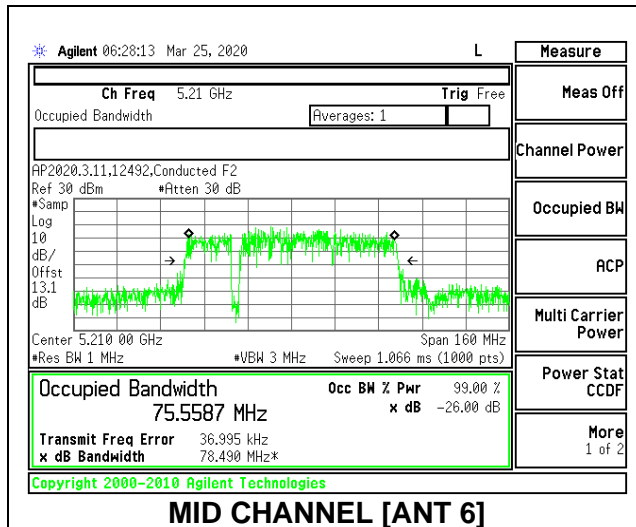 Agilent 06:28:13 Mar 25, 2020 L
Measure
Ch Freq 5.21 GHz Trig Free
Occupied Bandwidth Averages: 1
Meas Off
Channel Power
AP2020.3.11,12492,Conducted F2
Ref 30 dBm #Atten 30 dB
#Samp
Log
10
dB/
Offst
13.1
dB
Occupied BW
ACP
Center 5.210 00 GHz Span 160 MHz
#Res BW 1 MHz #VBW 3 MHz Sweep 1.066 ms (1000 pts)
Multi Carrier
Power
Occupied Bandwidth Occ BW % Pwr 99.00 %
75.5587 MHz x dB -26.00 dB
Power Stat
CCDF
Transmit Freq Error 36.995 kHz
x dB Bandwidth 78.490 MHz*
More
1 of 2
Copyright 2000-2010 Agilent Technologies
MID CHANNEL [ANT 6]